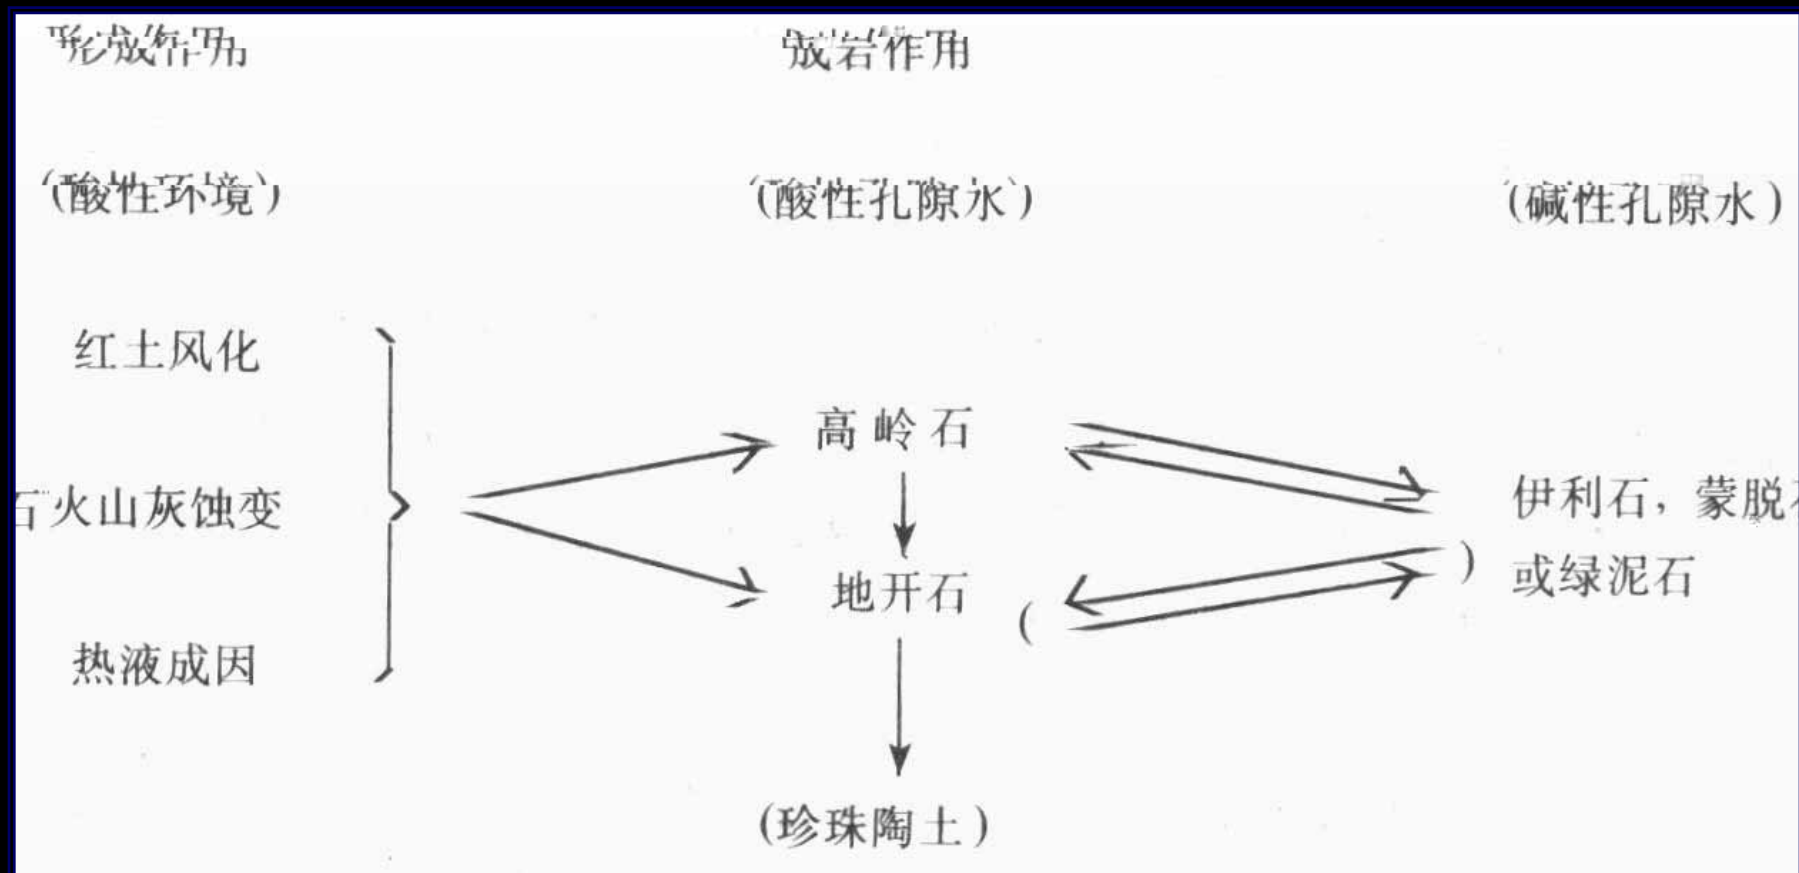 形成作用 成岩作用
(酸性环境) (酸性孔隙水) (碱性孔隙水)
红土风化
高岭石
石火山灰蚀变 伊利石，蒙脱石
地开石 或绿泥石
热液成因
(珍珠陶土)